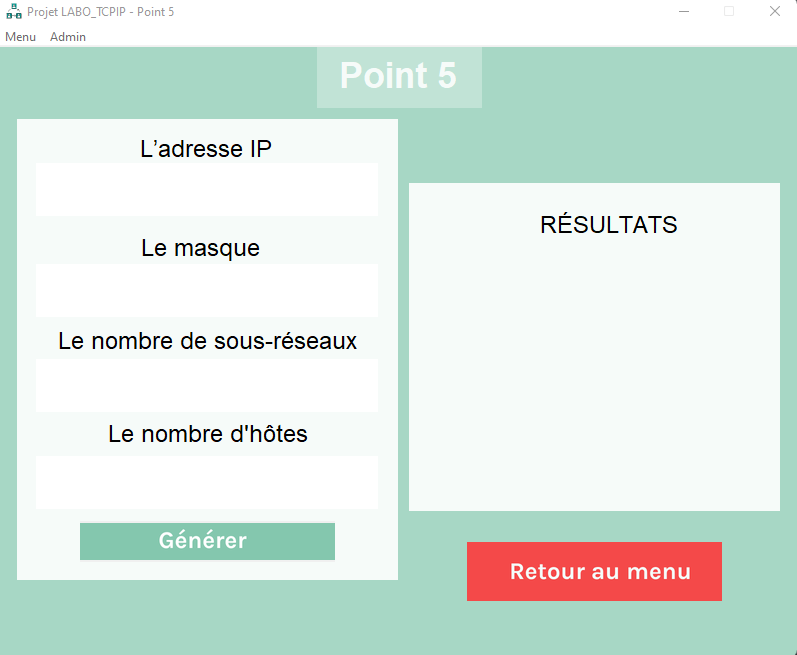 Projet LABO_TCPIP - Point 5
Menu Admin
Point 5
L’adresse IP
Le masque
Le nombre de sous-réseaux
Le nombre d'hôtes
Générer
RÉSULTATS
Retour au menu